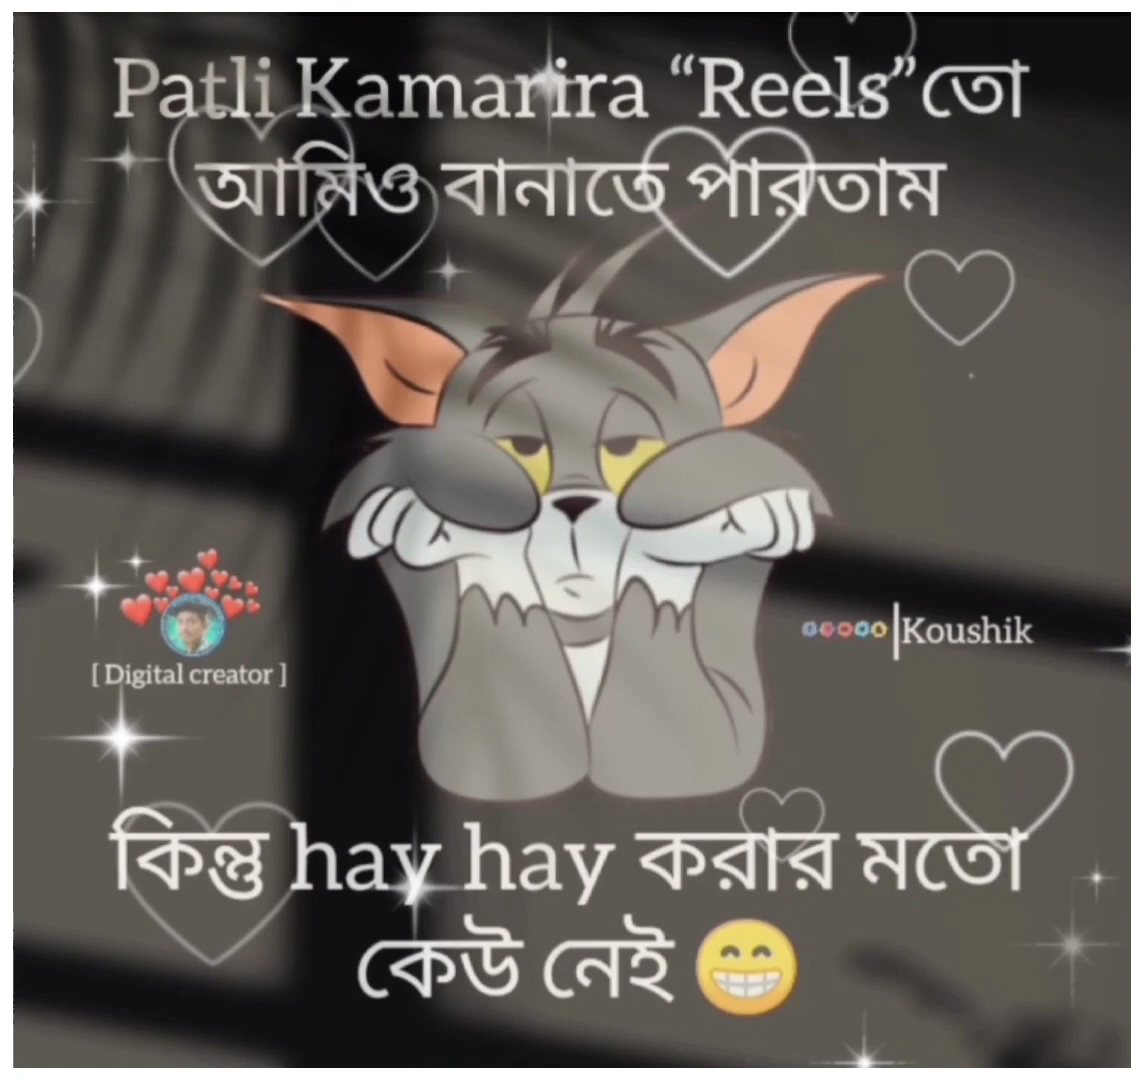 Patli Kamarira “Reels”তো
আমিও বানাতে পারতাম
[ Digital creator ]
|Koushik
কিন্তু hay hay করার মতো
কেউ নেই 😁